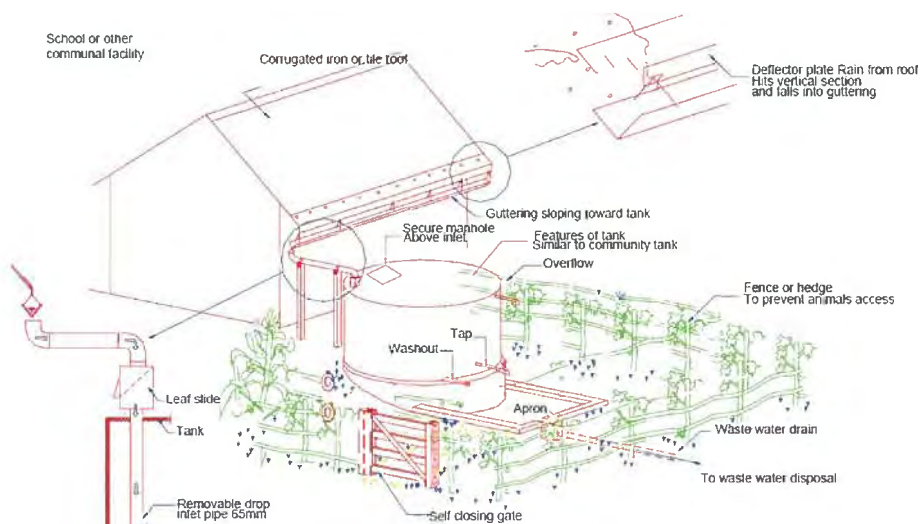 School or other
communal facility
Corrugated iron or tile roof
Deflector plate Rain from roof
Hits vertical section
and falls into guttering
Guttering sloping toward tank
Secure manhole
Above inlet
Features of tank
Similar to community tank
Overflow
Fence or hedge
To prevent animals access
Tap
Washout
Leaf slide
Apron
Tank
Waste water drain
To waste water disposal
Removable drop
inlet pipe 65mm
Self closing gate